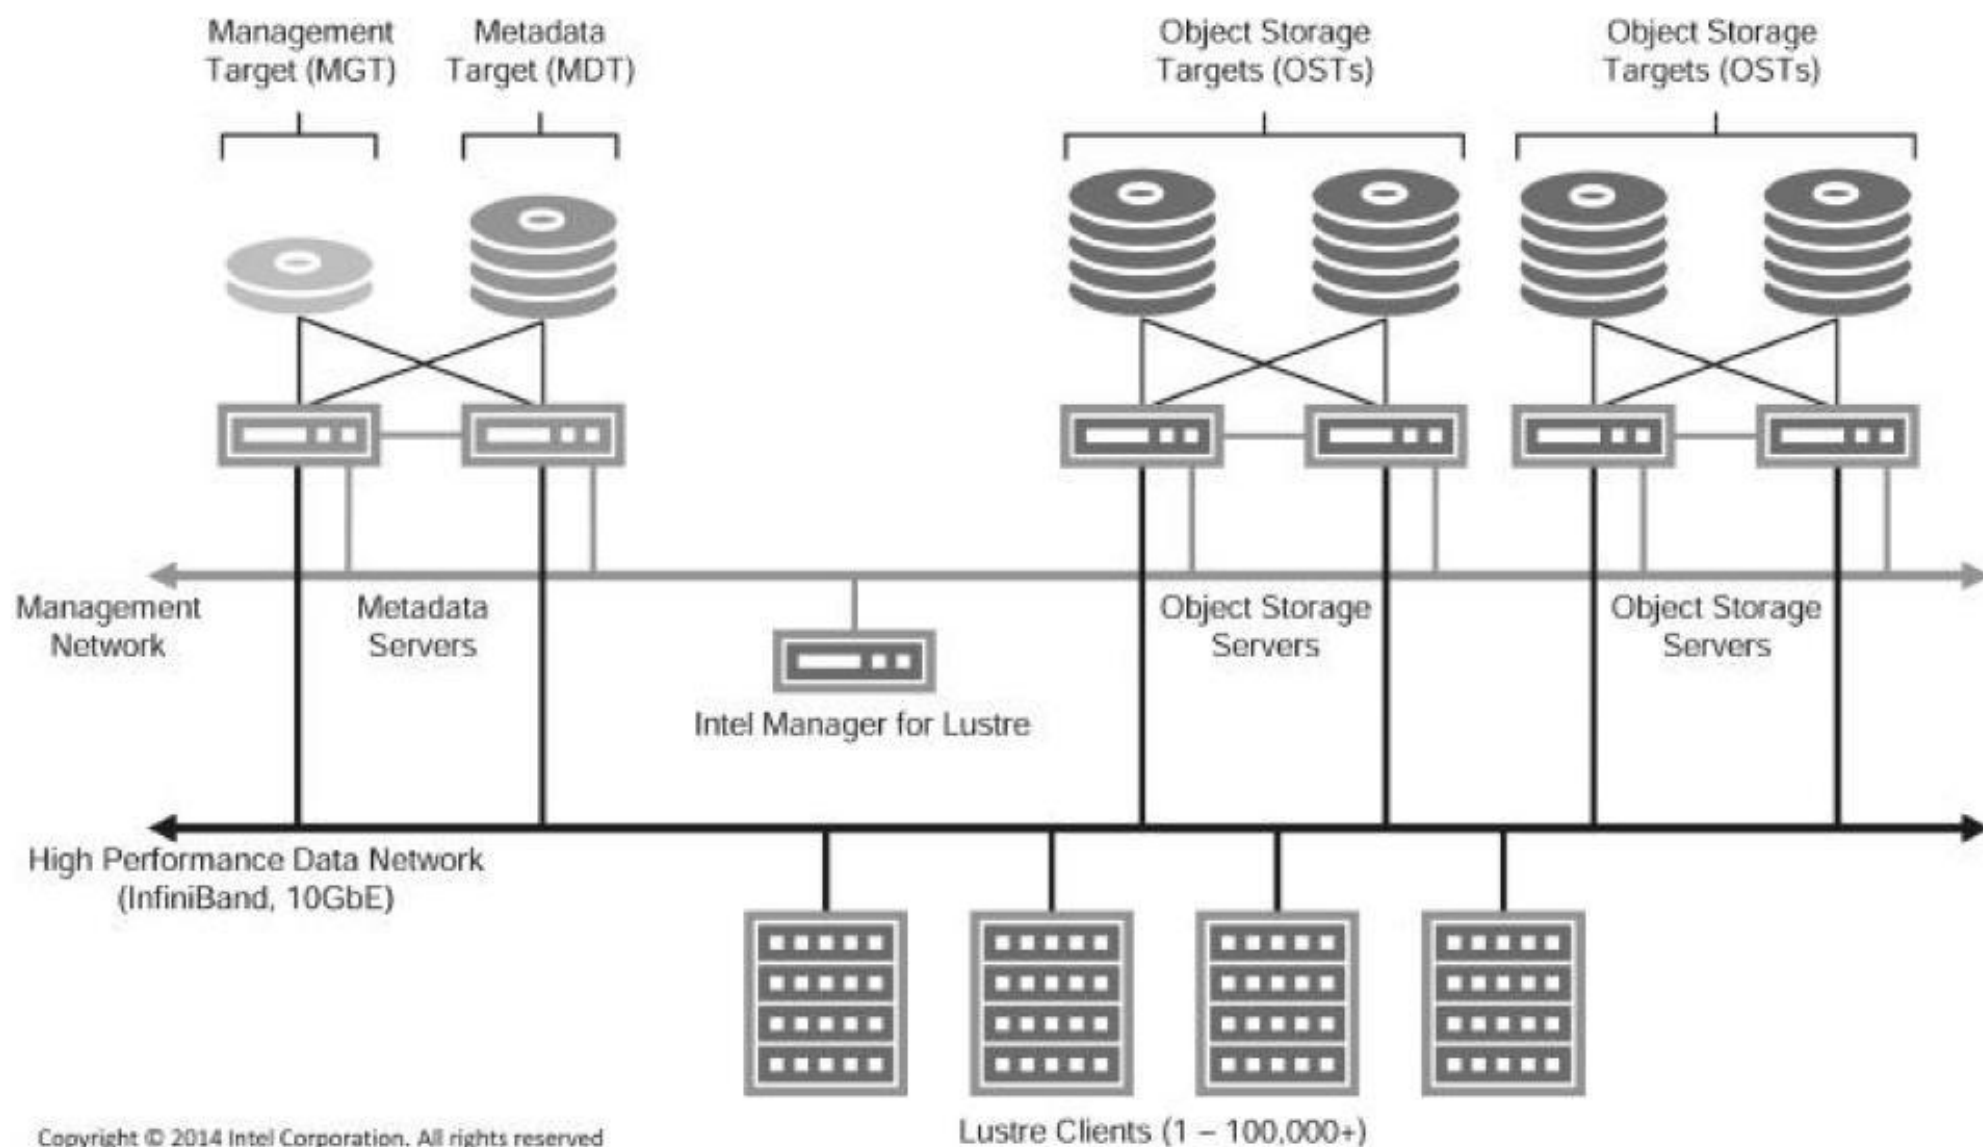 Management
Target (MGT)
Metadata
Target (MDT)
Object Storage
Targets (OSTs)
Object Storage
Targets (OSTs)
Management
Network
Metadata
Servers
Object Storage
Servers
Object Storage
Servers
Intel Manager for Lustre
High Performance Data Network
(InfiniBand, 10GbE)
Lustre Clients (1 – 100,000+)
Copyright © 2014 Intel Corporation. All rights reserved